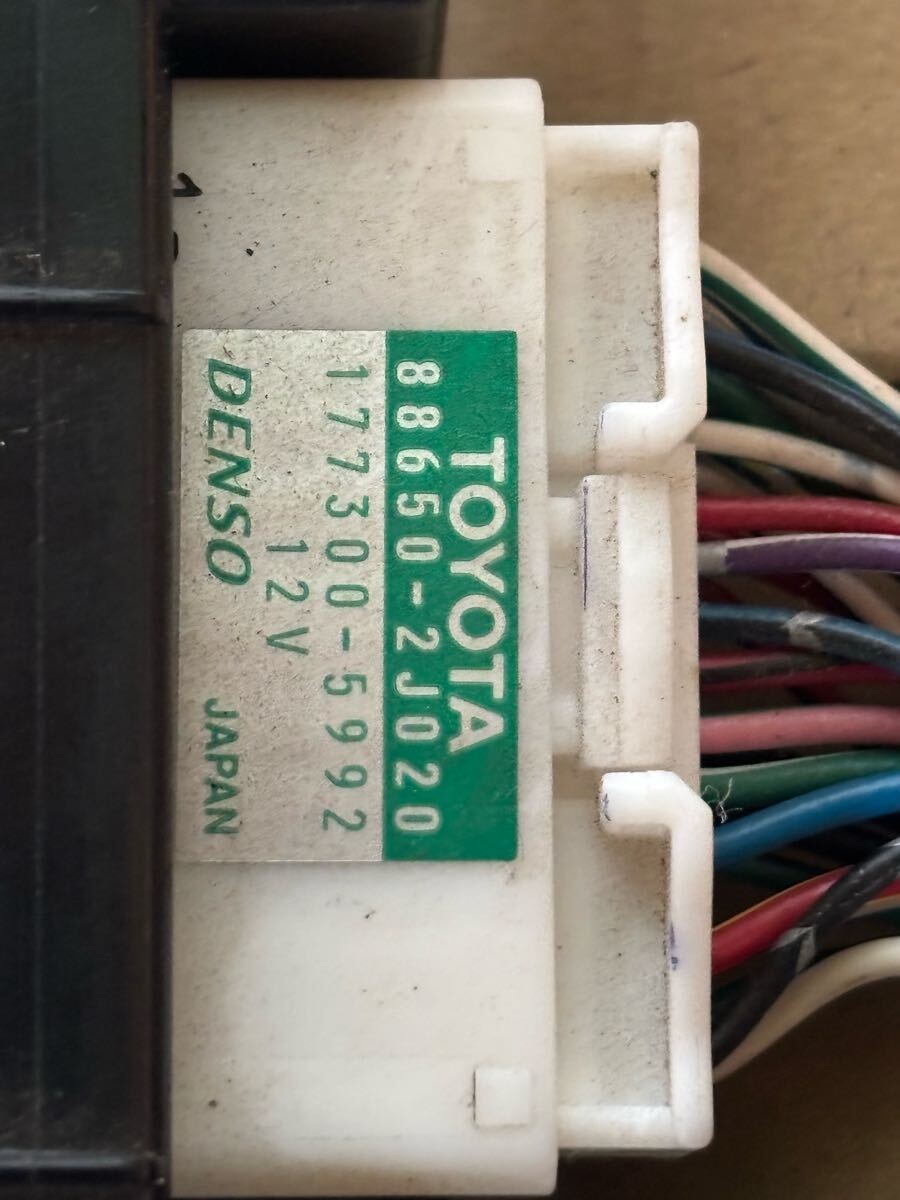 TOYOTA
88650-2J020
177300-5992
12V
DENSO JAPAN